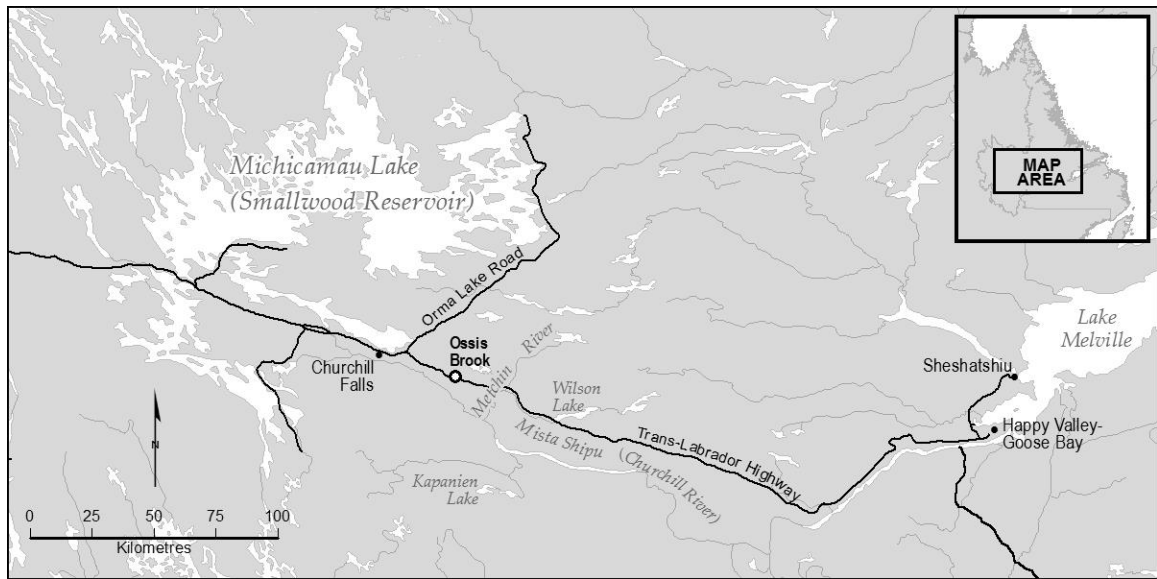 Michicamau Lake
(Smallwood Reservoir)
MAP
AREA
Orma Lake Road
Lake
Melville
Ossis
Brook
River
Churchill
Falls
Metchin
Wilson
Lake
Sheshatshiu
Mista Shipu
(Churchill River)
Trans-Labrador Highway
Happy Valley-
Goose Bay
Kapanien
Lake
N
0 25 50 100
Kilometres